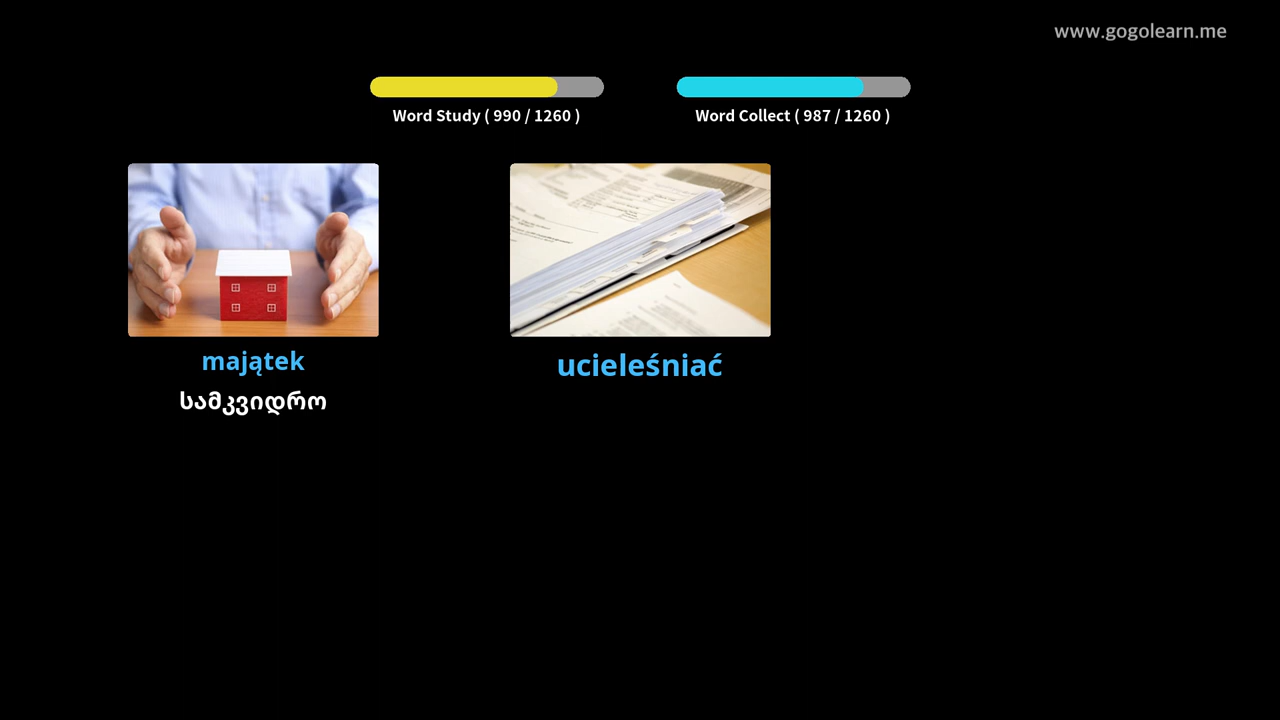 www.gogolearn.me
Word Study ( 990 / 1260 )
Word Collect ( 987 / 1260 )
majątek
სამკვიდრო
ucieleśniać